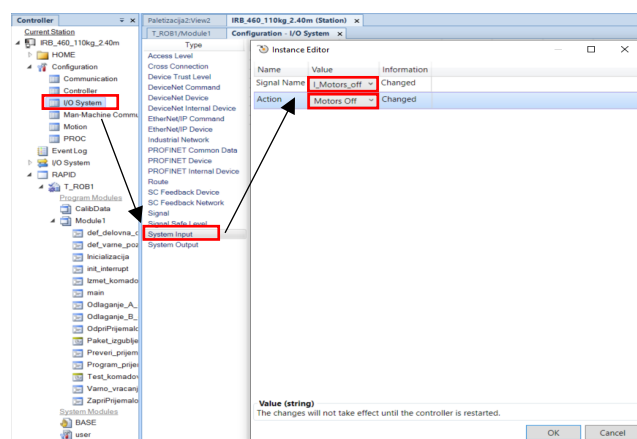 Controller
Current Station
IRB_460_110kg_2.40m
HOME
Configuration
Communication
Controller
I/O System
Man-Machine Commu
Motion
PROC
Event Log
I/O System
RAPID
T_ROB1
Program Modules
CalibData
Module1
def_delovna_c
def_varne_poz
Inicializacija
init_interrupt
Izmet_komado
main
Odlaganje_A_
Odlaganje_B_
OdpriPrijemalc
Paket_izgublje
Preveri_prijem
Program_prijer
Test_komadov
Varno_vracanj
ZapriPrijemalo
System Modules
BASE
user
Paletizacija2:View2
IRB_460_110kg_2.40m (Station) x
T_ROB1/Module1
Configuration - I/O System x
Type
Access Level
Cross Connection
Device Trust Level
DeviceNet Command
DeviceNet Device
DeviceNet Internal Device
EtherNet/IP Command
EtherNet/IP Device
Industrial Network
PROFINET Common Data
PROFINET Device
PROFINET Internal Device
Route
SC Feedback Device
SC Feedback Network
Signal
Signal Safe Level
System Input
System Output
Instance Editor
Name Value Information
Signal Name I_Motors_off Changed
Action Motors Off Changed
Value (string)
The changes will not take effect until the controller is restarted.
OK Cancel